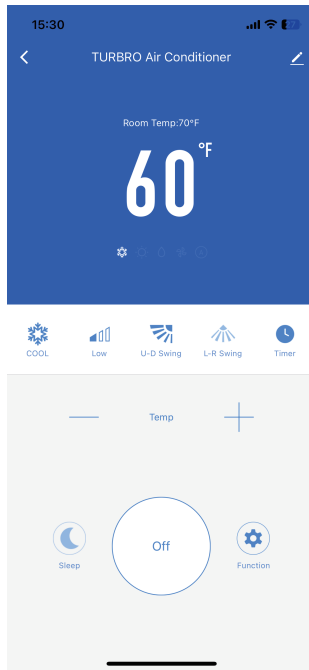 15:30
TURBRO Air Conditioner
Room Temp:70°F
60°F
COOL
Low
U-D Swing
L-R Swing
Timer
Temp
Off
Sleep
Function